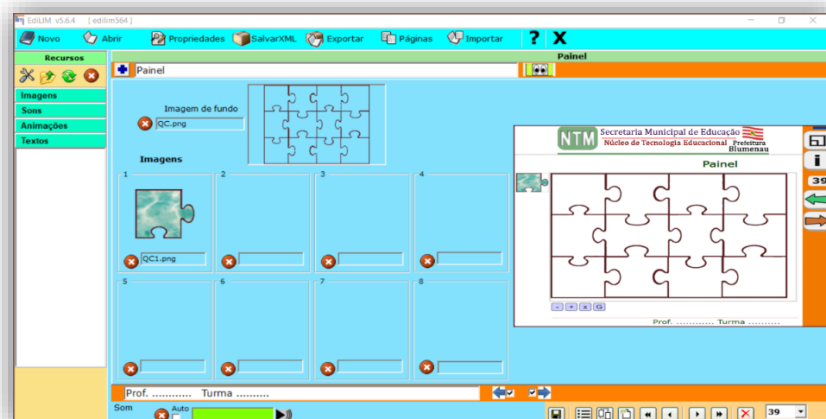 EdiLIM v5.6.4 [ edilim564 ]
Novo Abrir Propriedades SalvarXML Exportar Páginas Importar ? X
Recursos
Painel
Painel
Imagens
Sons
Animações
Textos
Imagem de fundo
QC.png
Imagens
1 2 3 4
QC1.png
5 6 7 8
NTM
Secretaria Municipal de Educação
Núcleo de Tecnologia Educacional
Prefeitura
Blumenau
Painel
i
39
- + x G
Prof. ............ Turma ..........
Prof. ............ Turma ..........
Som
Auto
39